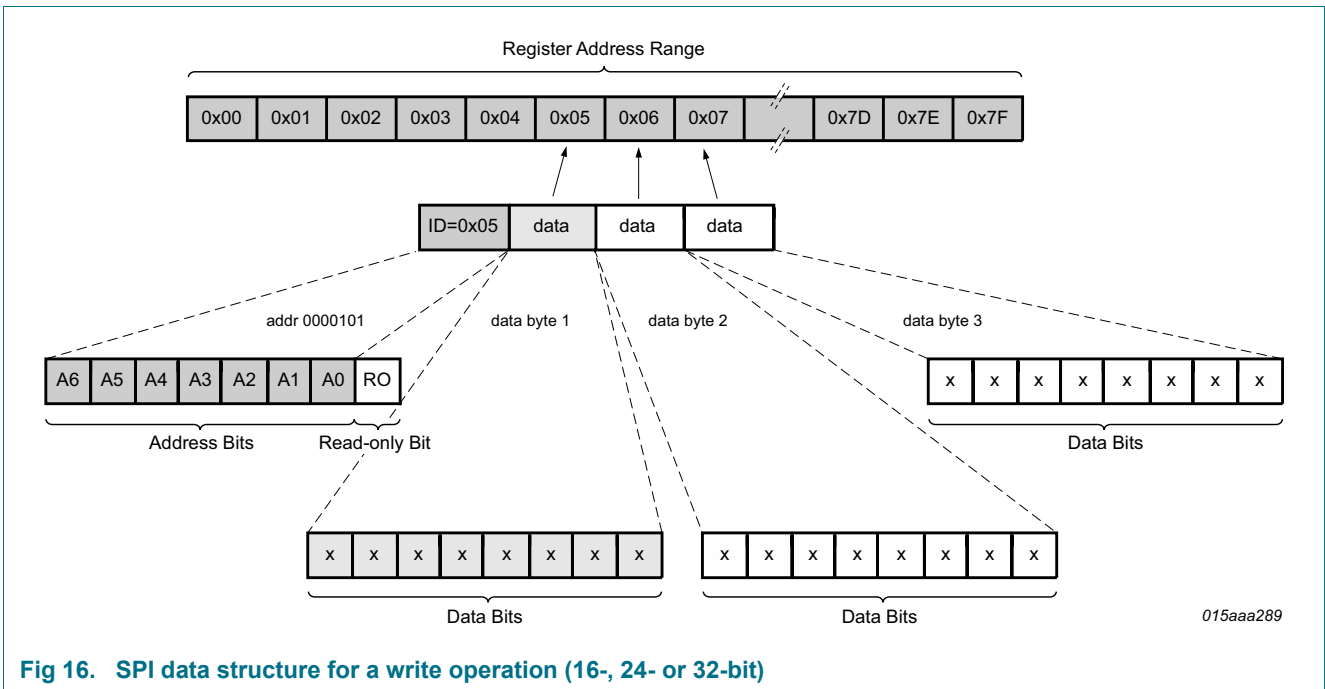 Register Address Range
0x00 0x01 0x02 0x03 0x04 0x05 0x06 0x07 0x7D 0x7E 0x7F
ID=0x05 data data data
addr 0000101 data byte 1 data byte 2 data byte 3
A6 A5 A4 A3 A2 A1 A0 RO x x x x x x x x
Address Bits Read-only Bit Data Bits
x x x x x x x x x x x x x x x x
Data Bits Data Bits
015aaa289
Fig 16. SPI data structure for a write operation (16-, 24- or 32-bit)